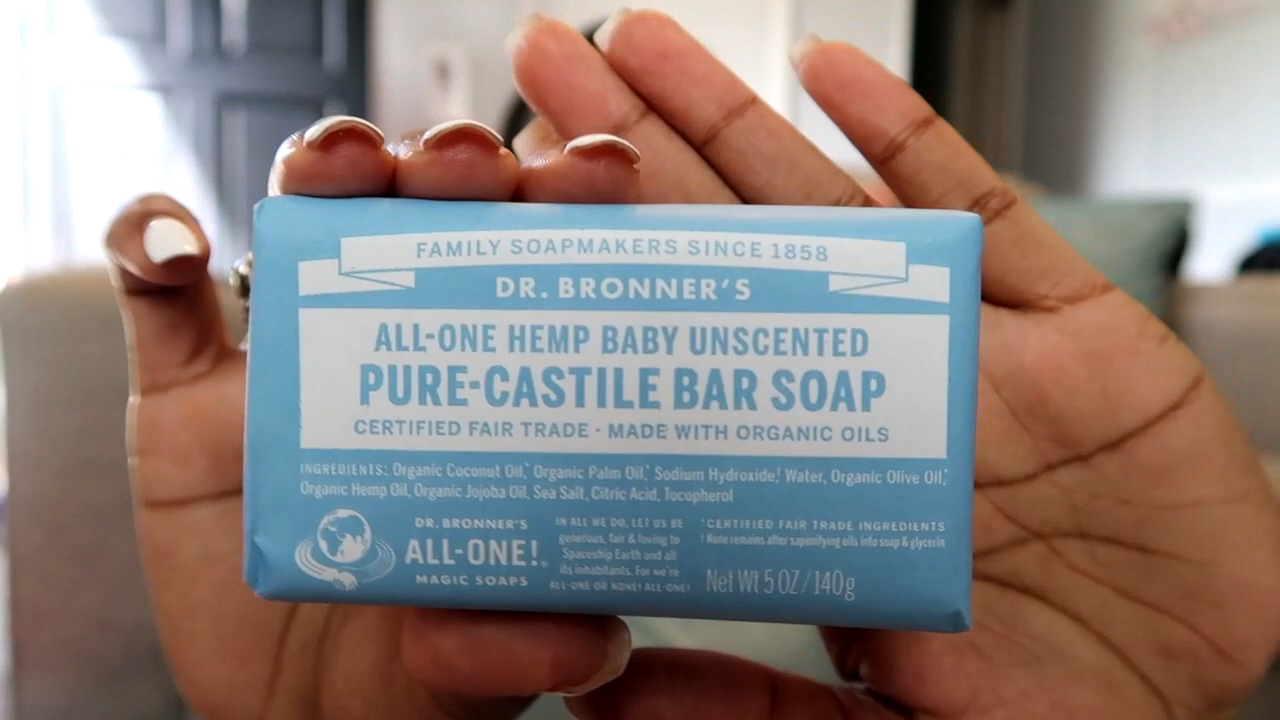 FAMILY SOAPMAKERS SINCE 1858
DR. BRONNER'S
ALL-ONE HEMP BABY UNSCENTED
PURE-CASTILE BAR SOAP
CERTIFIED FAIR TRADE · MADE WITH ORGANIC OILS
INGREDIENTS: Organic Coconut Oil,* Organic Palm Oil,* Sodium Hydroxide,† Water, Organic Olive Oil,*
Organic Hemp Oil, Organic Jojoba Oil, Sea Salt, Citric Acid, Tocopherol
DR. BRONNER'S
ALL-ONE!®
MAGIC SOAPS
IN ALL WE DO, LET US BE
generous, fair & loving to
Spaceship Earth and all
its inhabitants. For we're
ALL-ONE OR NONE! ALL-ONE!
*CERTIFIED FAIR TRADE INGREDIENTS
† None remains after saponifying oils into soap & glycerin
Net Wt 5 OZ/140g